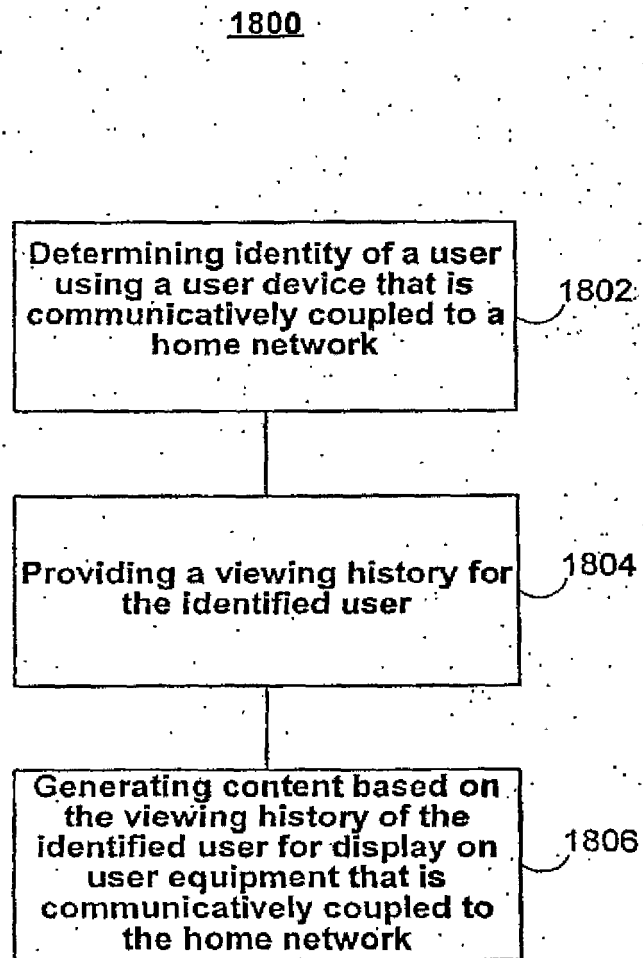 1800
Determining identity of a user
using a user device that is
communicatively coupled to a
home network
1802
Providing a viewing history for
the identified user
1804
Generating content based on
the viewing history of the
identified user for display on
user equipment that is
communicatively coupled to
the home network
1806